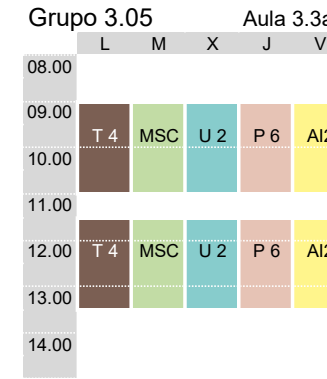 Grupo 3.05 Aula 3.3a
L M X J V
08.00
09.00
T 4 MSC U 2 P 6 AI2
10.00
11.00
12.00 T 4 MSC U 2 P 6 AI2
13.00
14.00